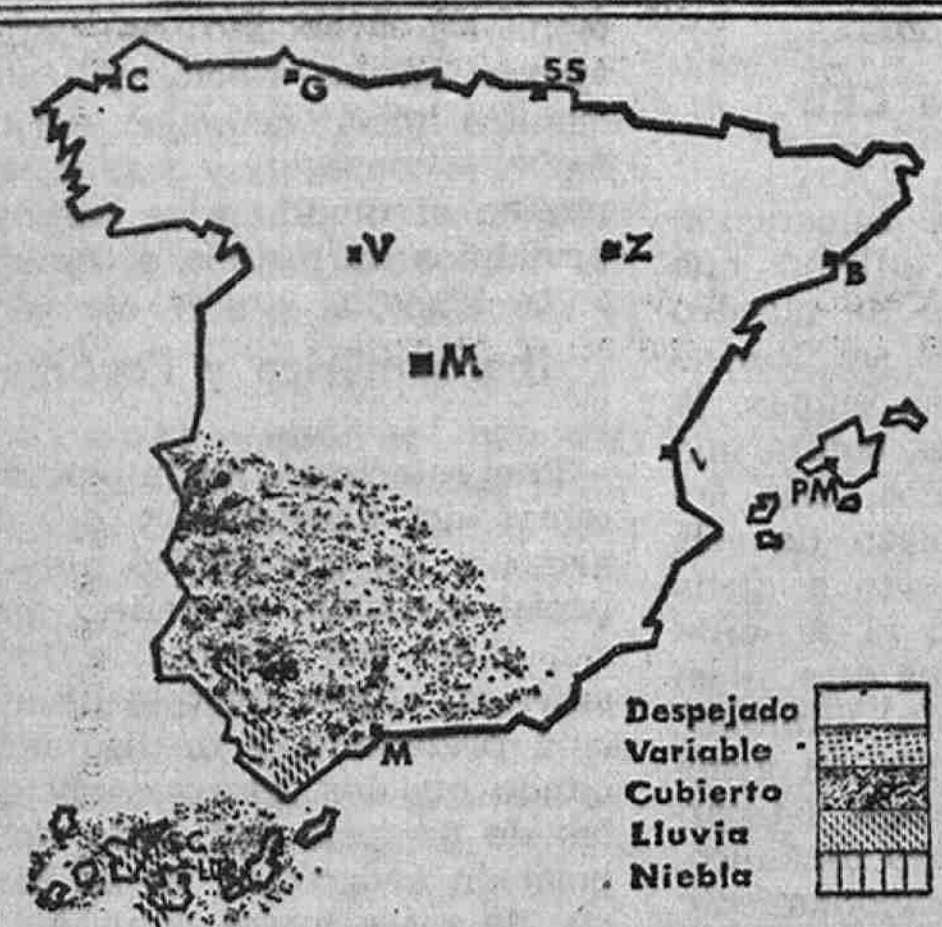 C
G
SS
V
Z
B
M
V
PM
M
Despejado
Variable
Cubierto
Lluvia
Niebla